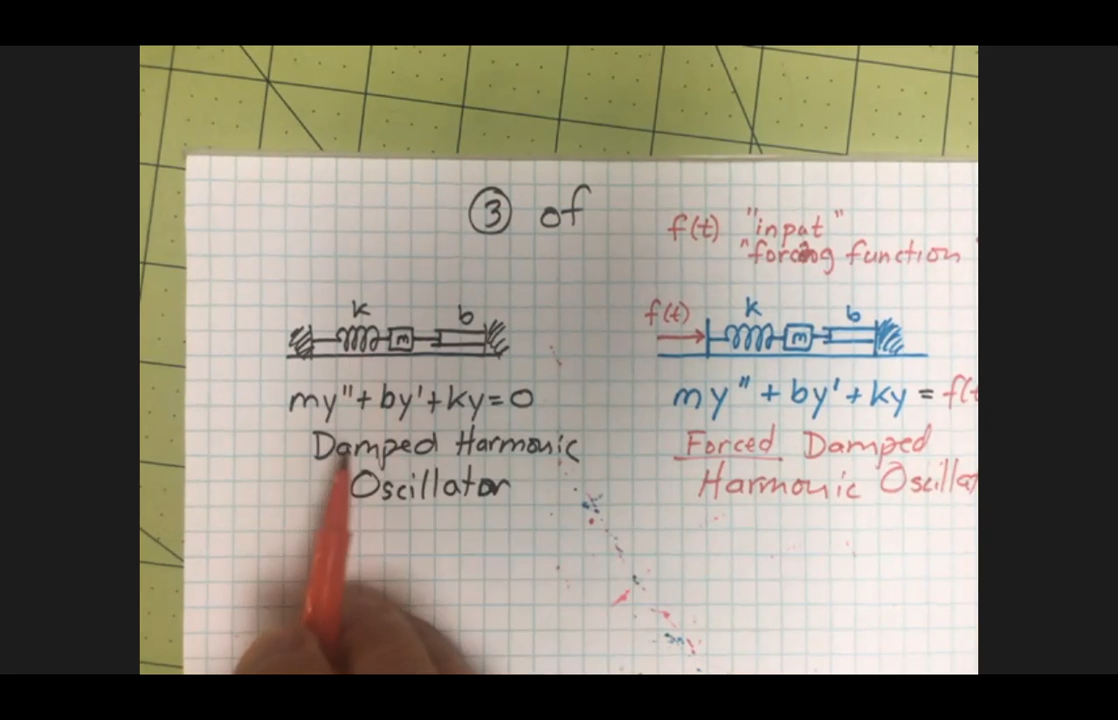 ③ of
f(t) "input"
"forcing function
k b
my"+by'+ky=0
Damped Harmonic
Oscillator
f(t) k b
m
my"+by'+ky=f(t
Forced Damped
Harmonic Oscilla
m